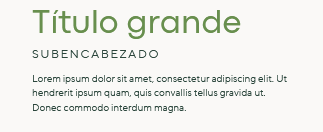 Título grande
SUBENCABEZADO
Lorem ipsum dolor sit amet, consectetur adipiscing elit. Ut
hendrerit ipsum quam, quis convallis tellus gravida ut.
Donec commodo interdum magna.